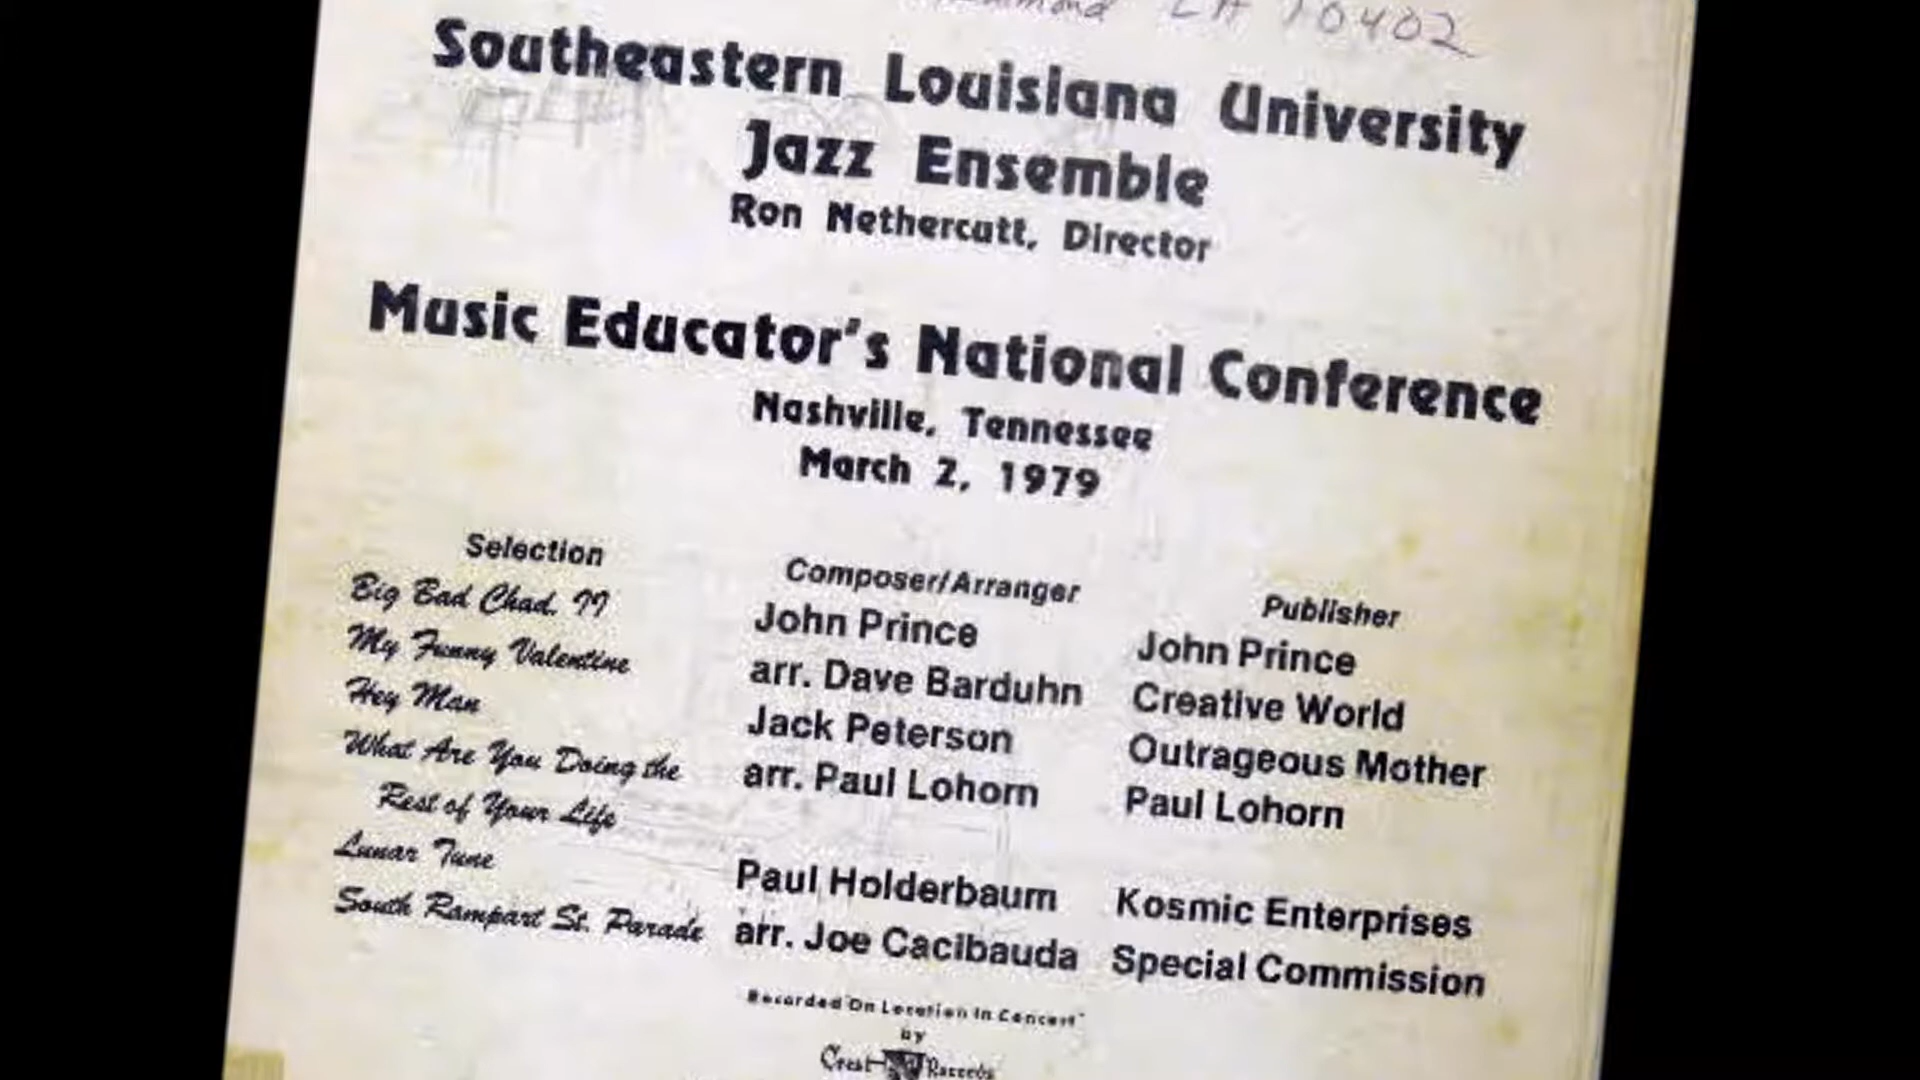 LA 70402
Southeastern Louisiana University
Jazz Ensemble
Ron Nethercutt, Director
Music Educator's National Conference
Nashville, Tennessee
March 2, 1979
Selection Composer/Arranger Publisher
Big Bad Chad. II John Prince John Prince
My Funny Valentine arr. Dave Barduhn Creative World
Hey Man Jack Peterson Outrageous Mother
What Are You Doing the arr. Paul Lohorn Paul Lohorn
Rest of Your Life
Lunar Tune Paul Holderbaum Kosmic Enterprises
South Rampart St. Parade arr. Joe Cacibauda Special Commission
Recorded On Location In Concert
by
Crest Records